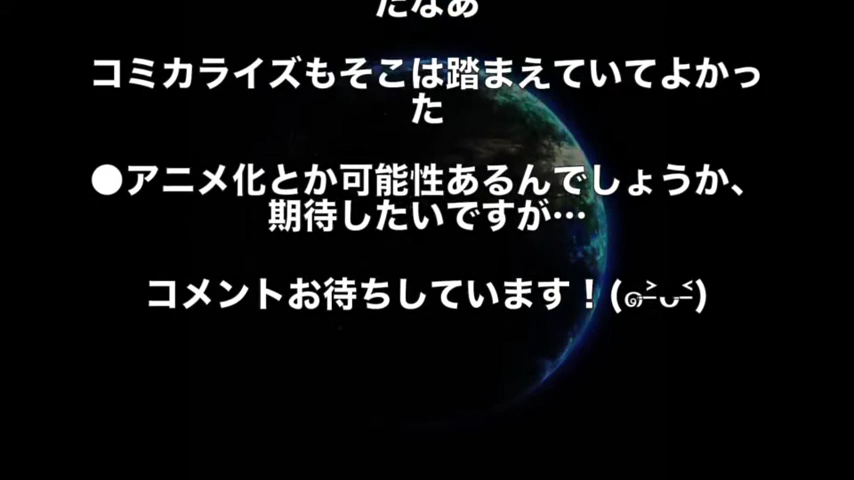 たなあ
コミカライズもそこは踏まえていてよかっ
た
●アニメ化とか可能性あるんでしょうか、
期待したいですが…
コメントお待ちしています！(๑˃̵ᴗ˂̵)